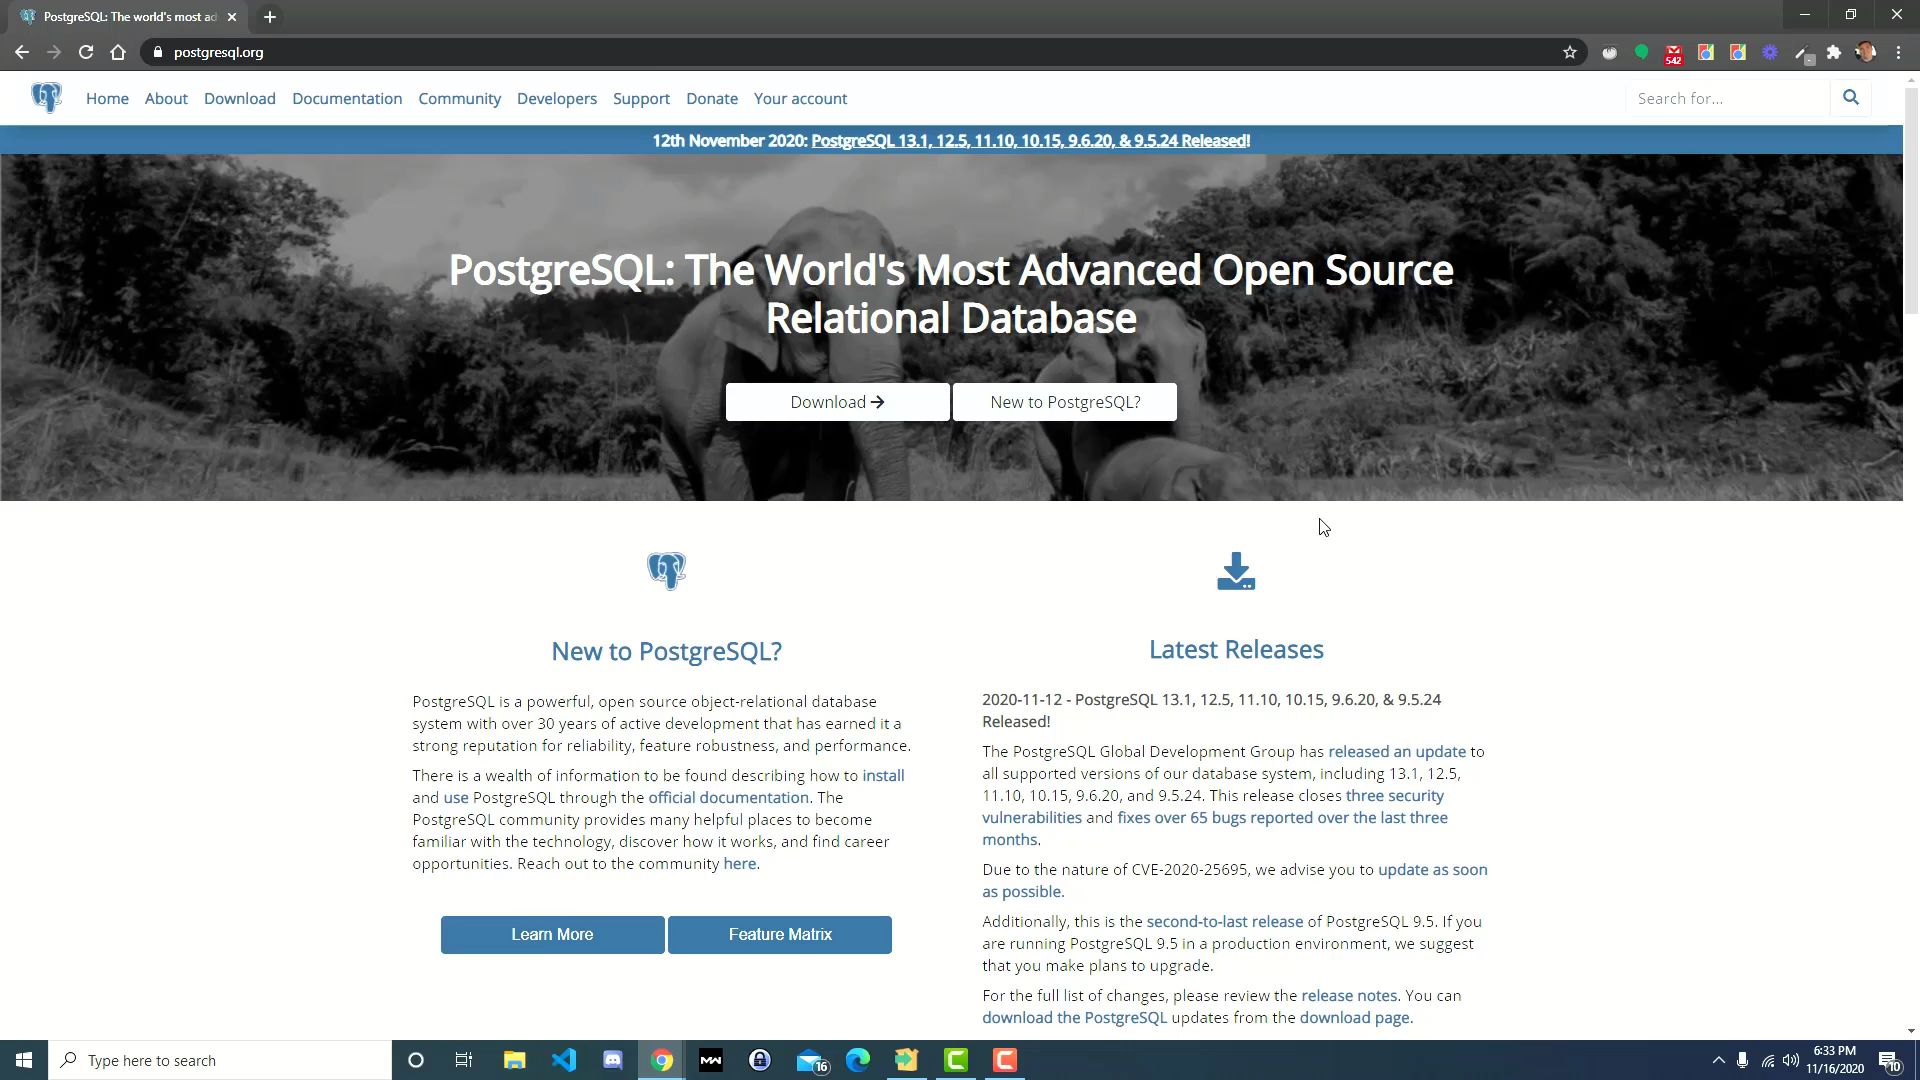 PostgreSQL: The world's most ad
postgresql.org
542
Home About Download Documentation Community Developers Support Donate Your account
Search for...
12th November 2020: PostgreSQL 13.1, 12.5, 11.10, 10.15, 9.6.20, & 9.5.24 Released!
PostgreSQL: The World's Most Advanced Open Source
Relational Database
Download
New to PostgreSQL?
New to PostgreSQL?
PostgreSQL is a powerful, open source object-relational database
system with over 30 years of active development that has earned it a
strong reputation for reliability, feature robustness, and performance.
There is a wealth of information to be found describing how to install
and use PostgreSQL through the official documentation. The
PostgreSQL community provides many helpful places to become
familiar with the technology, discover how it works, and find career
opportunities. Reach out to the community here.
Learn More
Feature Matrix
Latest Releases
2020-11-12 - PostgreSQL 13.1, 12.5, 11.10, 10.15, 9.6.20, & 9.5.24
Released!
The PostgreSQL Global Development Group has released an update to
all supported versions of our database system, including 13.1, 12.5,
11.10, 10.15, 9.6.20, and 9.5.24. This release closes three security
vulnerabilities and fixes over 65 bugs reported over the last three
months.
Due to the nature of CVE-2020-25695, we advise you to update as soon
as possible.
Additionally, this is the second-to-last release of PostgreSQL 9.5. If you
are running PostgreSQL 9.5 in a production environment, we suggest
that you make plans to upgrade.
For the full list of changes, please review the release notes. You can
download the PostgreSQL updates from the download page.
Type here to search
MW
16
6:33 PM
11/16/2020
10